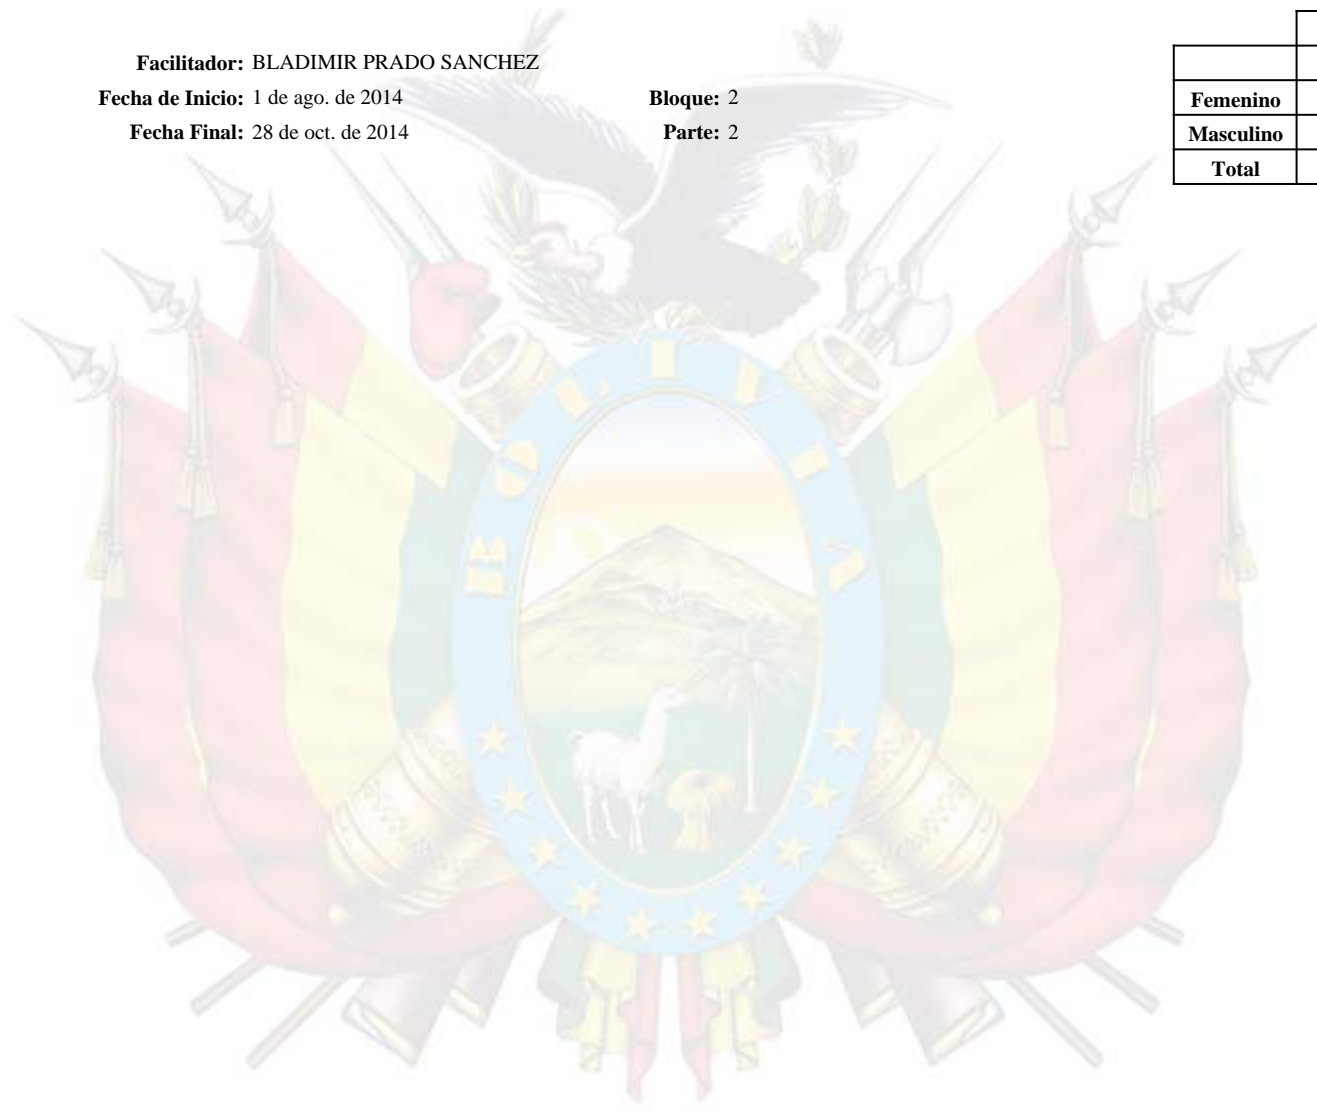 Facilitador: BLADIMIR PRADO SANCHEZ
Fecha de Inicio: 1 de ago. de 2014 Bloque: 2
Fecha Final: 28 de oct. de 2014 Parte: 2
Femenino
Masculino
Total
BOLIVIA